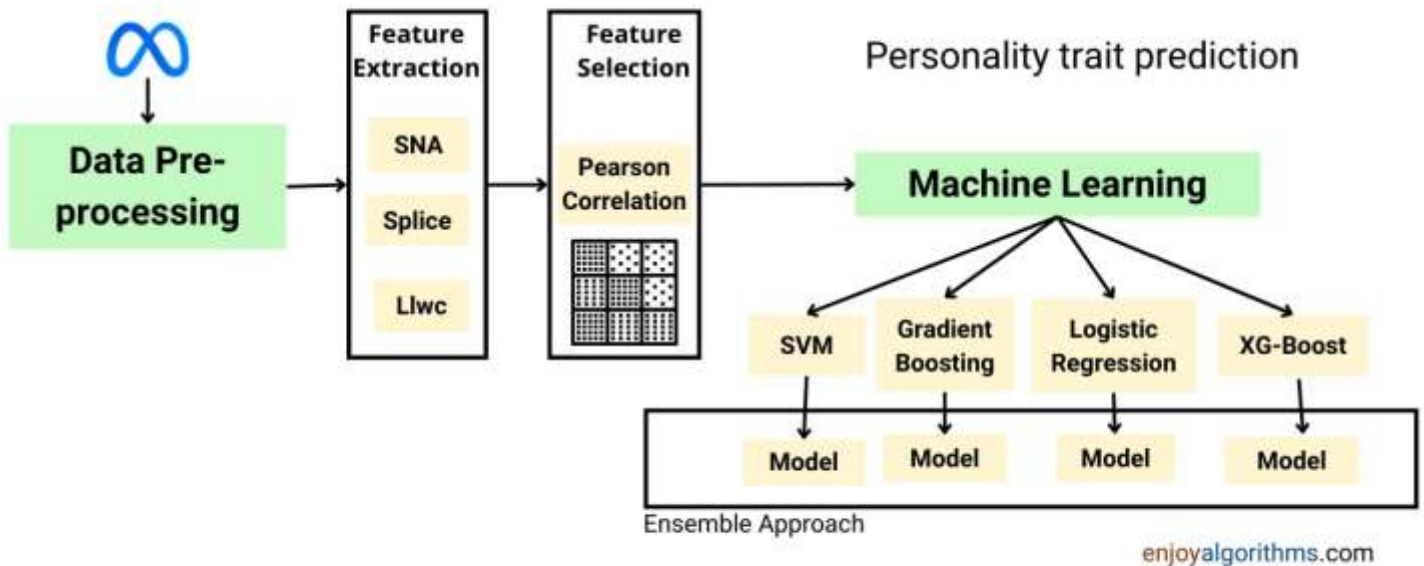 Feature
Extraction
SNA
Splice
LIwc
Feature
Selection
Pearson
Correlation
Personality trait prediction
Data Pre-
processing
Machine Learning
SVM
Gradient
Boosting
Logistic
Regression
XG-Boost
Model
Model
Model
Model
Ensemble Approach
enjoyalgorithms.com